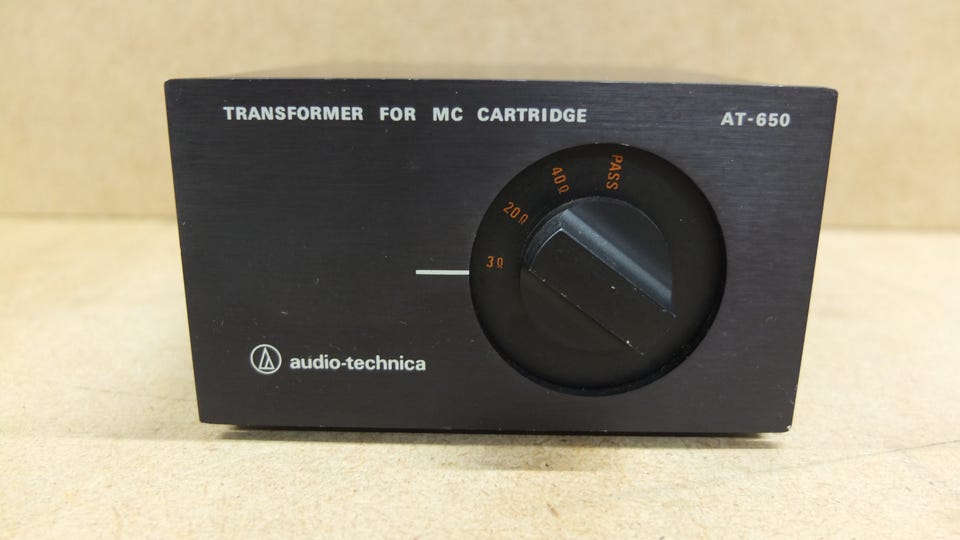 TRANSFORMER FOR MC CARTRIDGE
AT-650
PASS
40Ω
20Ω
3Ω
audio-technica